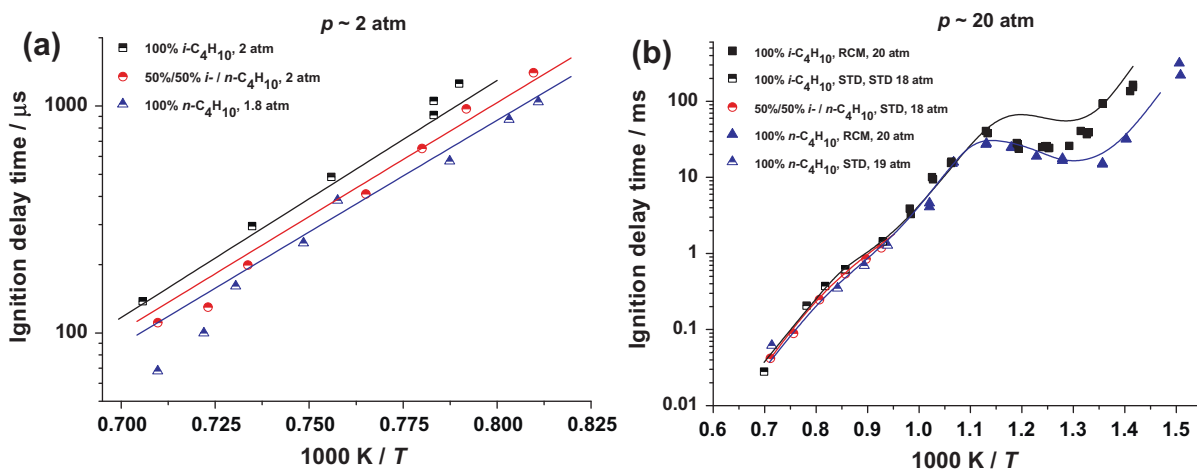 p ~ 2 atm
(a)
100% i-C₄H₁₀, 2 atm
50%/50% i- / n-C₄H₁₀, 2 atm
100% n-C₄H₁₀, 1.8 atm
Ignition delay time / μs
1000
100
0.700 0.725 0.750 0.775 0.800 0.825
1000 K / T
p ~ 20 atm
(b)
100% i-C₄H₁₀, RCM, 20 atm
100% i-C₄H₁₀, STD, STD 18 atm
50%/50% i- / n-C₄H₁₀, STD, 18 atm
100% n-C₄H₁₀, RCM, 20 atm
100% n-C₄H₁₀, STD, 19 atm
Ignition delay time / ms
100
10
1
0.1
0.01
0.6 0.7 0.8 0.9 1.0 1.1 1.2 1.3 1.4 1.5
1000 K / T